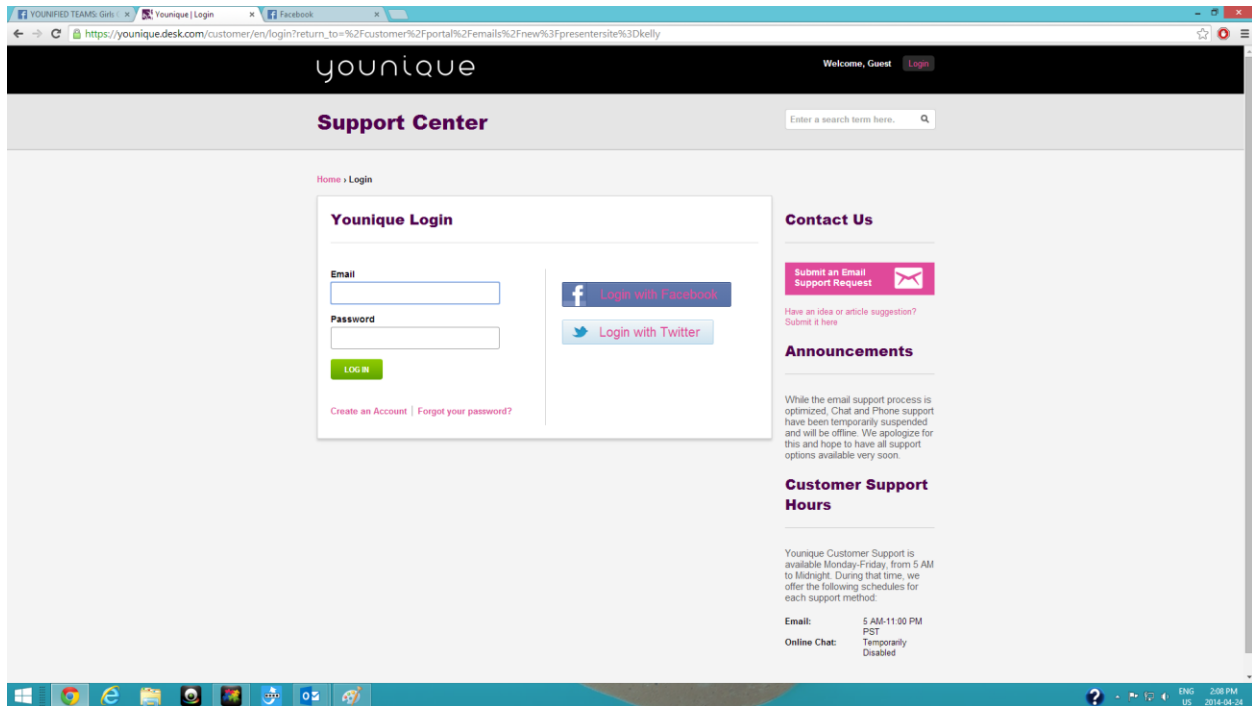 YOUNIFIED TEAMS: Girls
Younique | Login
Facebook
https://younique.desk.com/customer/en/login?return_to=%2Fcustomer%2Fportal%2Femails%2Fnew%3Fpresentersite%3Dkelly
younique
Welcome, Guest
Login
Support Center
Enter a search term here.
Home › Login
Younique Login
Email
Password
LOG IN
Create an Account | Forgot your password?
Login with Facebook
Login with Twitter
Contact Us
Submit an Email
Support Request
Have an idea or article suggestion?
Submit it here
Announcements
While the email support process is
optimized, Chat and Phone support
have been temporarily suspended
and will be offline. We apologize for
this and hope to have all support
options available very soon.
Customer Support
Hours
Younique Customer Support is
available Monday-Friday, from 5 AM
to Midnight. During that time, we
offer the following schedules for
each support method:
Email: 5 AM-11:00 PM
PST
Online Chat: Temporarily
Disabled
ENG 2:08 PM
US 2014-04-24